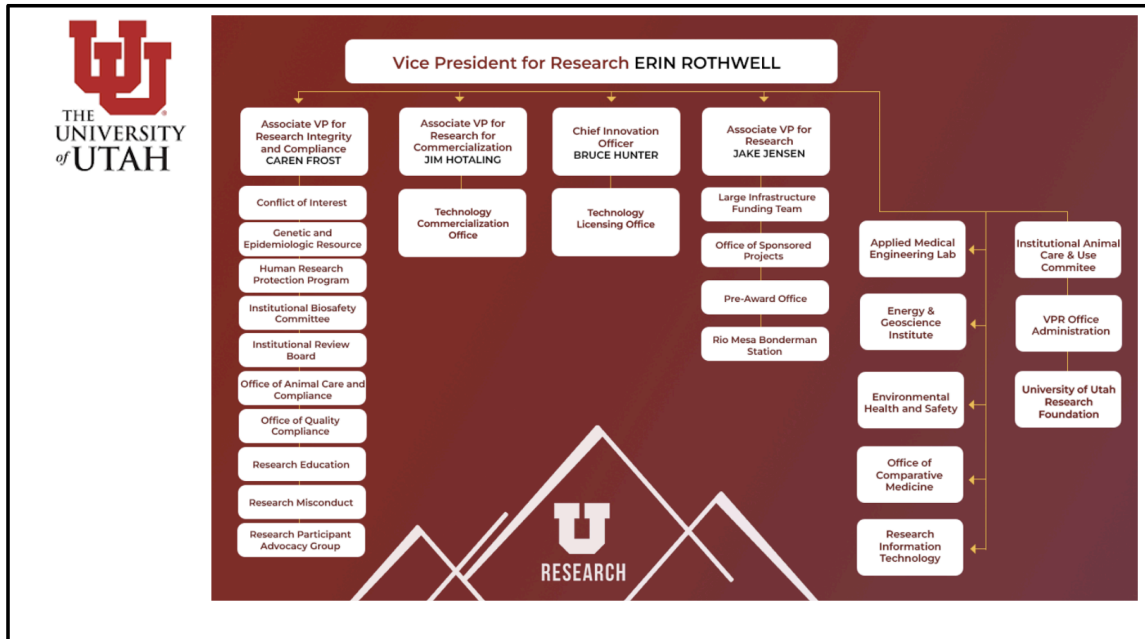 THE
UNIVERSITY
of UTAH
Vice President for Research ERIN ROTHWELL
Associate VP for
Research Integrity
and Compliance
CAREN FROST
Conflict of Interest
Genetic and
Epidemiologic Resource
Human Research
Protection Program
Institutional Biosafety
Committee
Institutional Review
Board
Office of Animal Care and
Compliance
Office of Quality
Compliance
Research Education
Research Misconduct
Research Participant
Advocacy Group
Associate VP for
Research for
Commercialization
JIM HOTALING
Technology
Commercialization
Office
Chief Innovation
Officer
BRUCE HUNTER
Technology
Licensing Office
Associate VP for
Research
JAKE JENSEN
Large Infrastructure
Funding Team
Office of Sponsored
Projects
Pre-Award Office
Rio Mesa Bonderman
Station
Applied Medical
Engineering Lab
Energy &
Geoscience
Institute
Environmental
Health and Safety
Office of
Comparative
Medicine
Research
Information
Technology
Institutional Animal
Care & Use
Commitee
VPR Office
Administration
University of Utah
Research
Foundation
U
RESEARCH